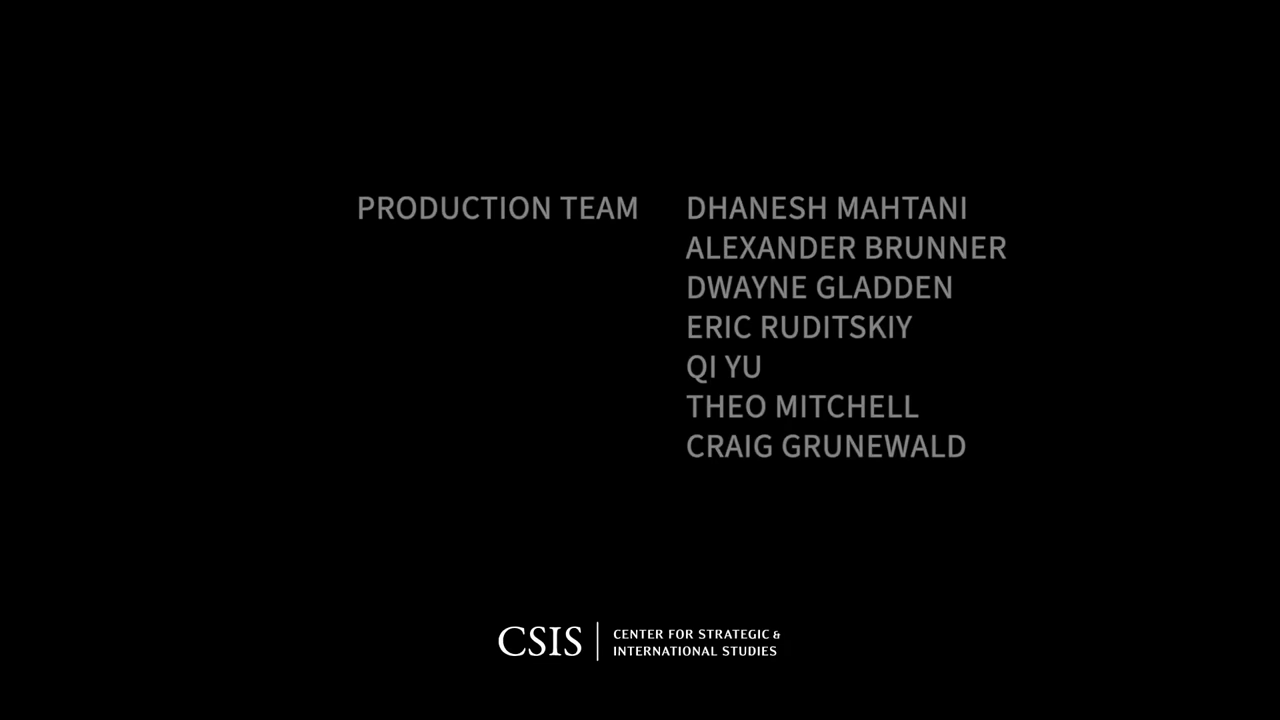 PRODUCTION TEAM DHANESH MAHTANI
ALEXANDER BRUNNER
DWAYNE GLADDEN
ERIC RUDITSKIY
QI YU
THEO MITCHELL
CRAIG GRUNEWALD
CSIS CENTER FOR STRATEGIC &
INTERNATIONAL STUDIES